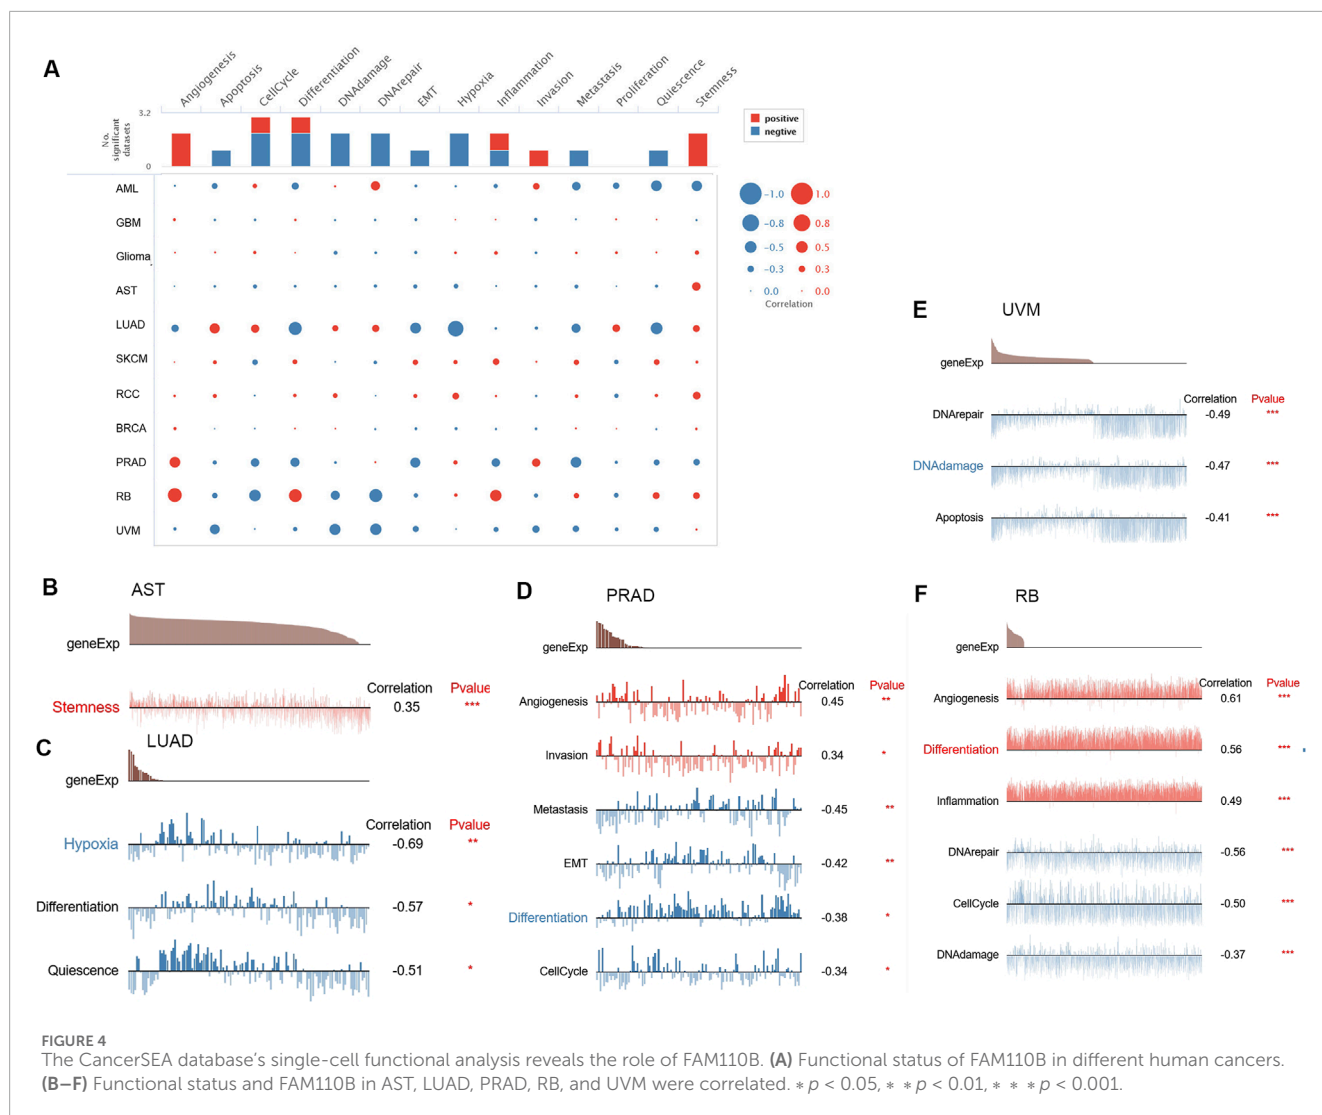 A
Angiogenesis
Apoptosis
CellCycle
Differentiation
DNAdamage
DNArepair
EMT
Hypoxia
Inflammation
Invasion
Metastasis
Proliferation
Quiescence
Stemness
3.2
No. significant datasets
0
positive
negtive
AML
GBM
Glioma
AST
LUAD
SKCM
RCC
BRCA
PRAD
RB
UVM
-1.0 1.0
-0.8 0.8
-0.5 0.5
-0.3 0.3
0.0 0.0
Correlation
B AST
geneExp
Correlation Pvalue
Stemness 0.35 ***
C LUAD
geneExp
Correlation Pvalue
Hypoxia -0.69 **
Differentiation -0.57 *
Quiescence -0.51 *
D PRAD
geneExp
Correlation Pvalue
Angiogenesis 0.45 **
Invasion 0.34 *
Metastasis -0.45 **
EMT -0.42 **
Differentiation -0.38 *
CellCycle -0.34 *
E UVM
geneExp
Correlation Pvalue
DNArepair -0.49 ***
DNAdamage -0.47 ***
Apoptosis -0.41 ***
F RB
geneExp
Correlation Pvalue
Angiogenesis 0.61 ***
Differentiation 0.56 ***
Inflammation 0.49 ***
DNArepair -0.56 ***
CellCycle -0.50 ***
DNAdamage -0.37 ***
FIGURE 4
The CancerSEA database's single-cell functional analysis reveals the role of FAM110B. (A) Functional status of FAM110B in different human cancers.
(B–F) Functional status and FAM110B in AST, LUAD, PRAD, RB, and UVM were correlated. ∗p < 0.05, ∗∗p < 0.01, ∗∗∗p < 0.001.